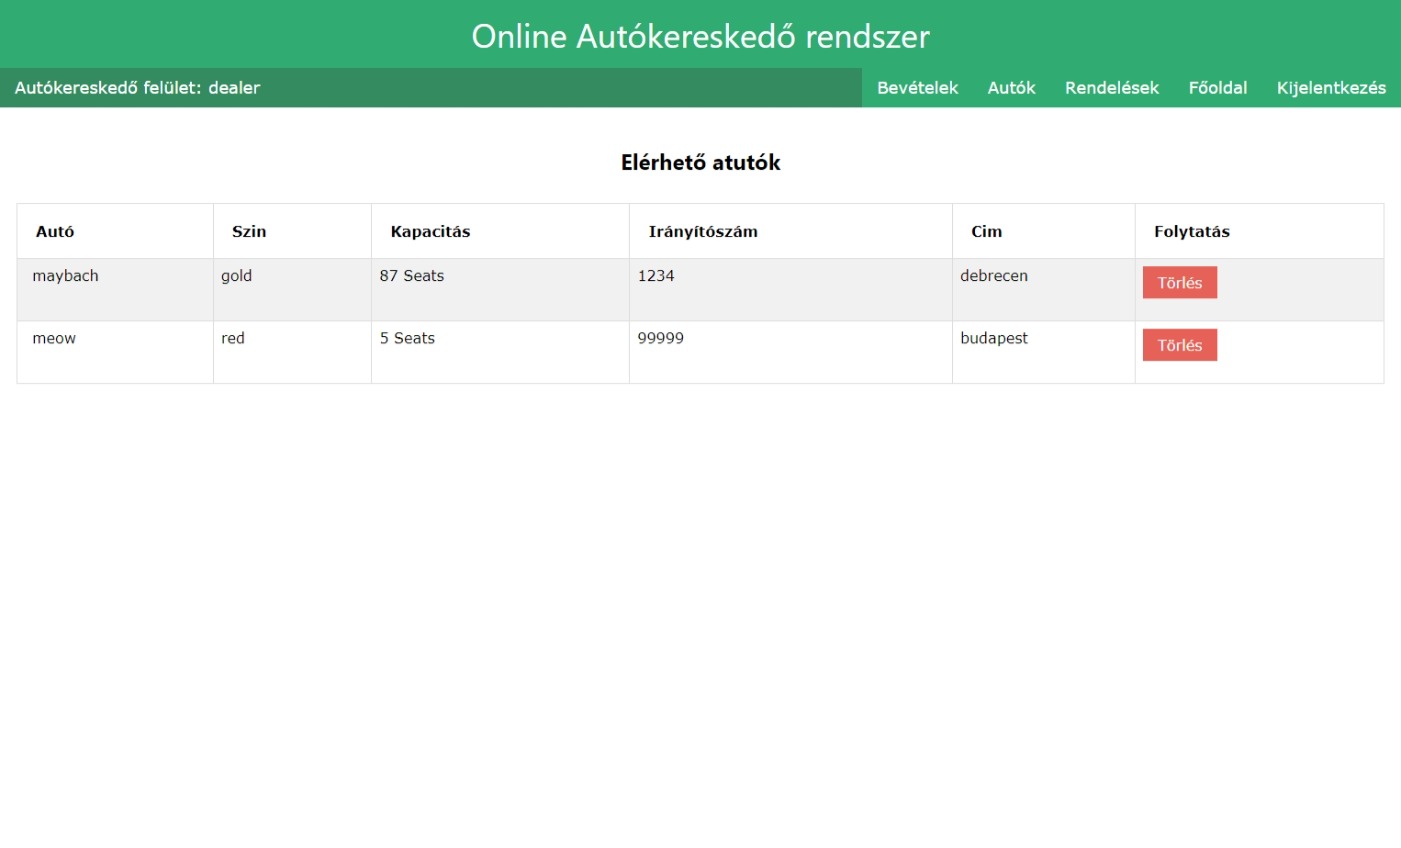 Online Autókereskedő rendszer
Autókereskedő felület: dealer Bevételek Autók Rendelések Főoldal Kijelentkezés
Elérhető atutók
Autó Szin Kapacitás Irányítószám Cim Folytatás
maybach gold 87 Seats 1234 debrecen Törlés
meow red 5 Seats 99999 budapest Törlés